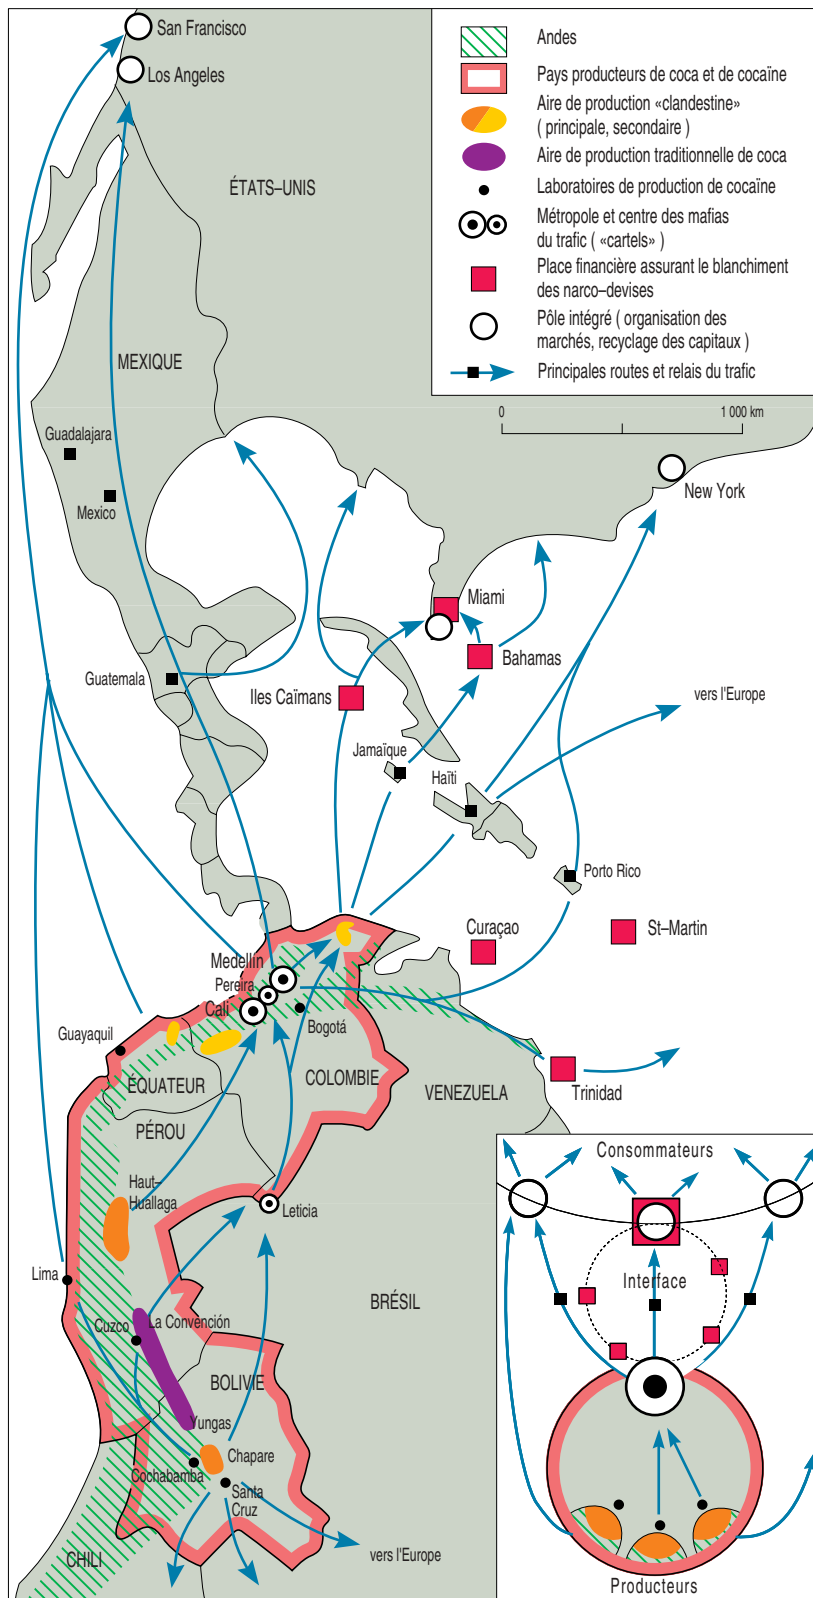 San Francisco
Los Angeles
ÉTATS–UNIS
MEXIQUE
Guadalajara
Mexico
Guatemala
Andes
Pays producteurs de coca et de cocaïne
Aire de production «clandestine»
( principale, secondaire )
Aire de production traditionnelle de coca
Laboratoires de production de cocaïne
Métropole et centre des mafias
du trafic ( «cartels» )
Place financière assurant le blanchiment
des narco–devises
Pôle intégré ( organisation des
marchés, recyclage des capitaux )
Principales routes et relais du trafic
0 1 000 km
New York
Miami
Bahamas
Iles Caïmans
vers l'Europe
Jamaïque
Haïti
Porto Rico
Curaçao
St–Martin
Medellín
Pereira
Cali
Bogotá
Guayaquil
ÉQUATEUR
COLOMBIE
VENEZUELA
Trinidad
PÉROU
Haut–
Huallaga
Leticia
Lima
BRÉSIL
Cuzco
La Convención
BOLIVIE
Yungas
Chapare
Cochabamba
Santa
Cruz
CHILI
vers l'Europe
Consommateurs
Interface
Producteurs